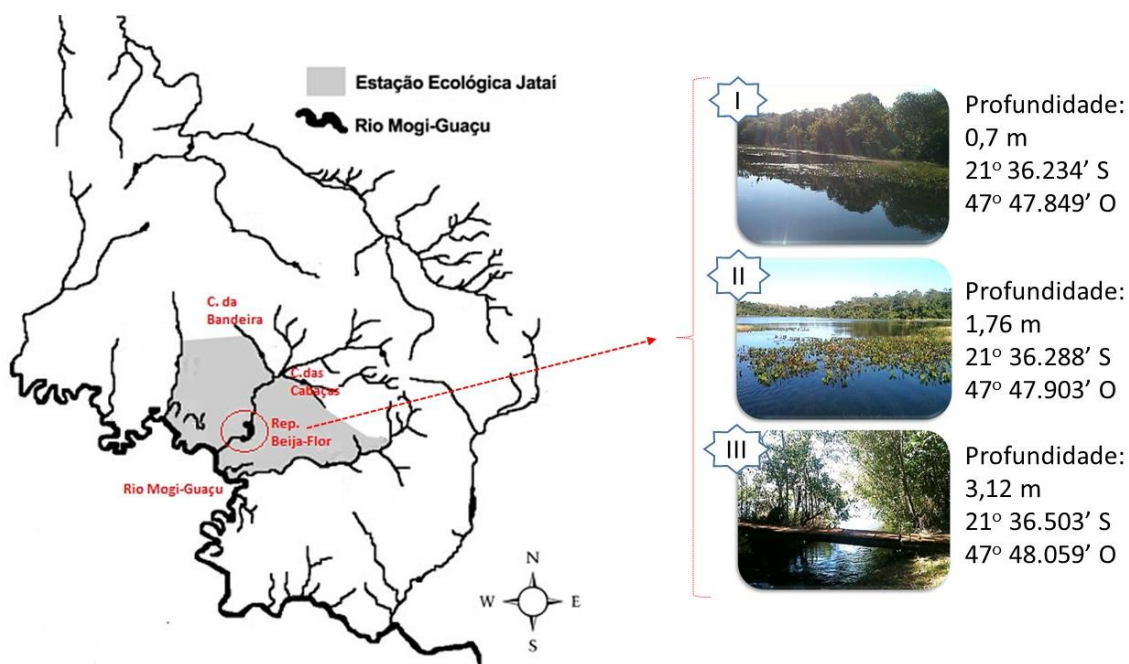 Estação Ecológica Jataí
Rio Mogi-Guaçu
C. da
Bandeira
C.das
Cabaças
Rep.
Beija-Flor
Rio Mogi-Guaçu
N
W
E
S
I
Profundidade:
0,7 m
21º 36.234’ S
47º 47.849’ O
II
Profundidade:
1,76 m
21º 36.288’ S
47º 47.903’ O
III
Profundidade:
3,12 m
21º 36.503’ S
47º 48.059’ O